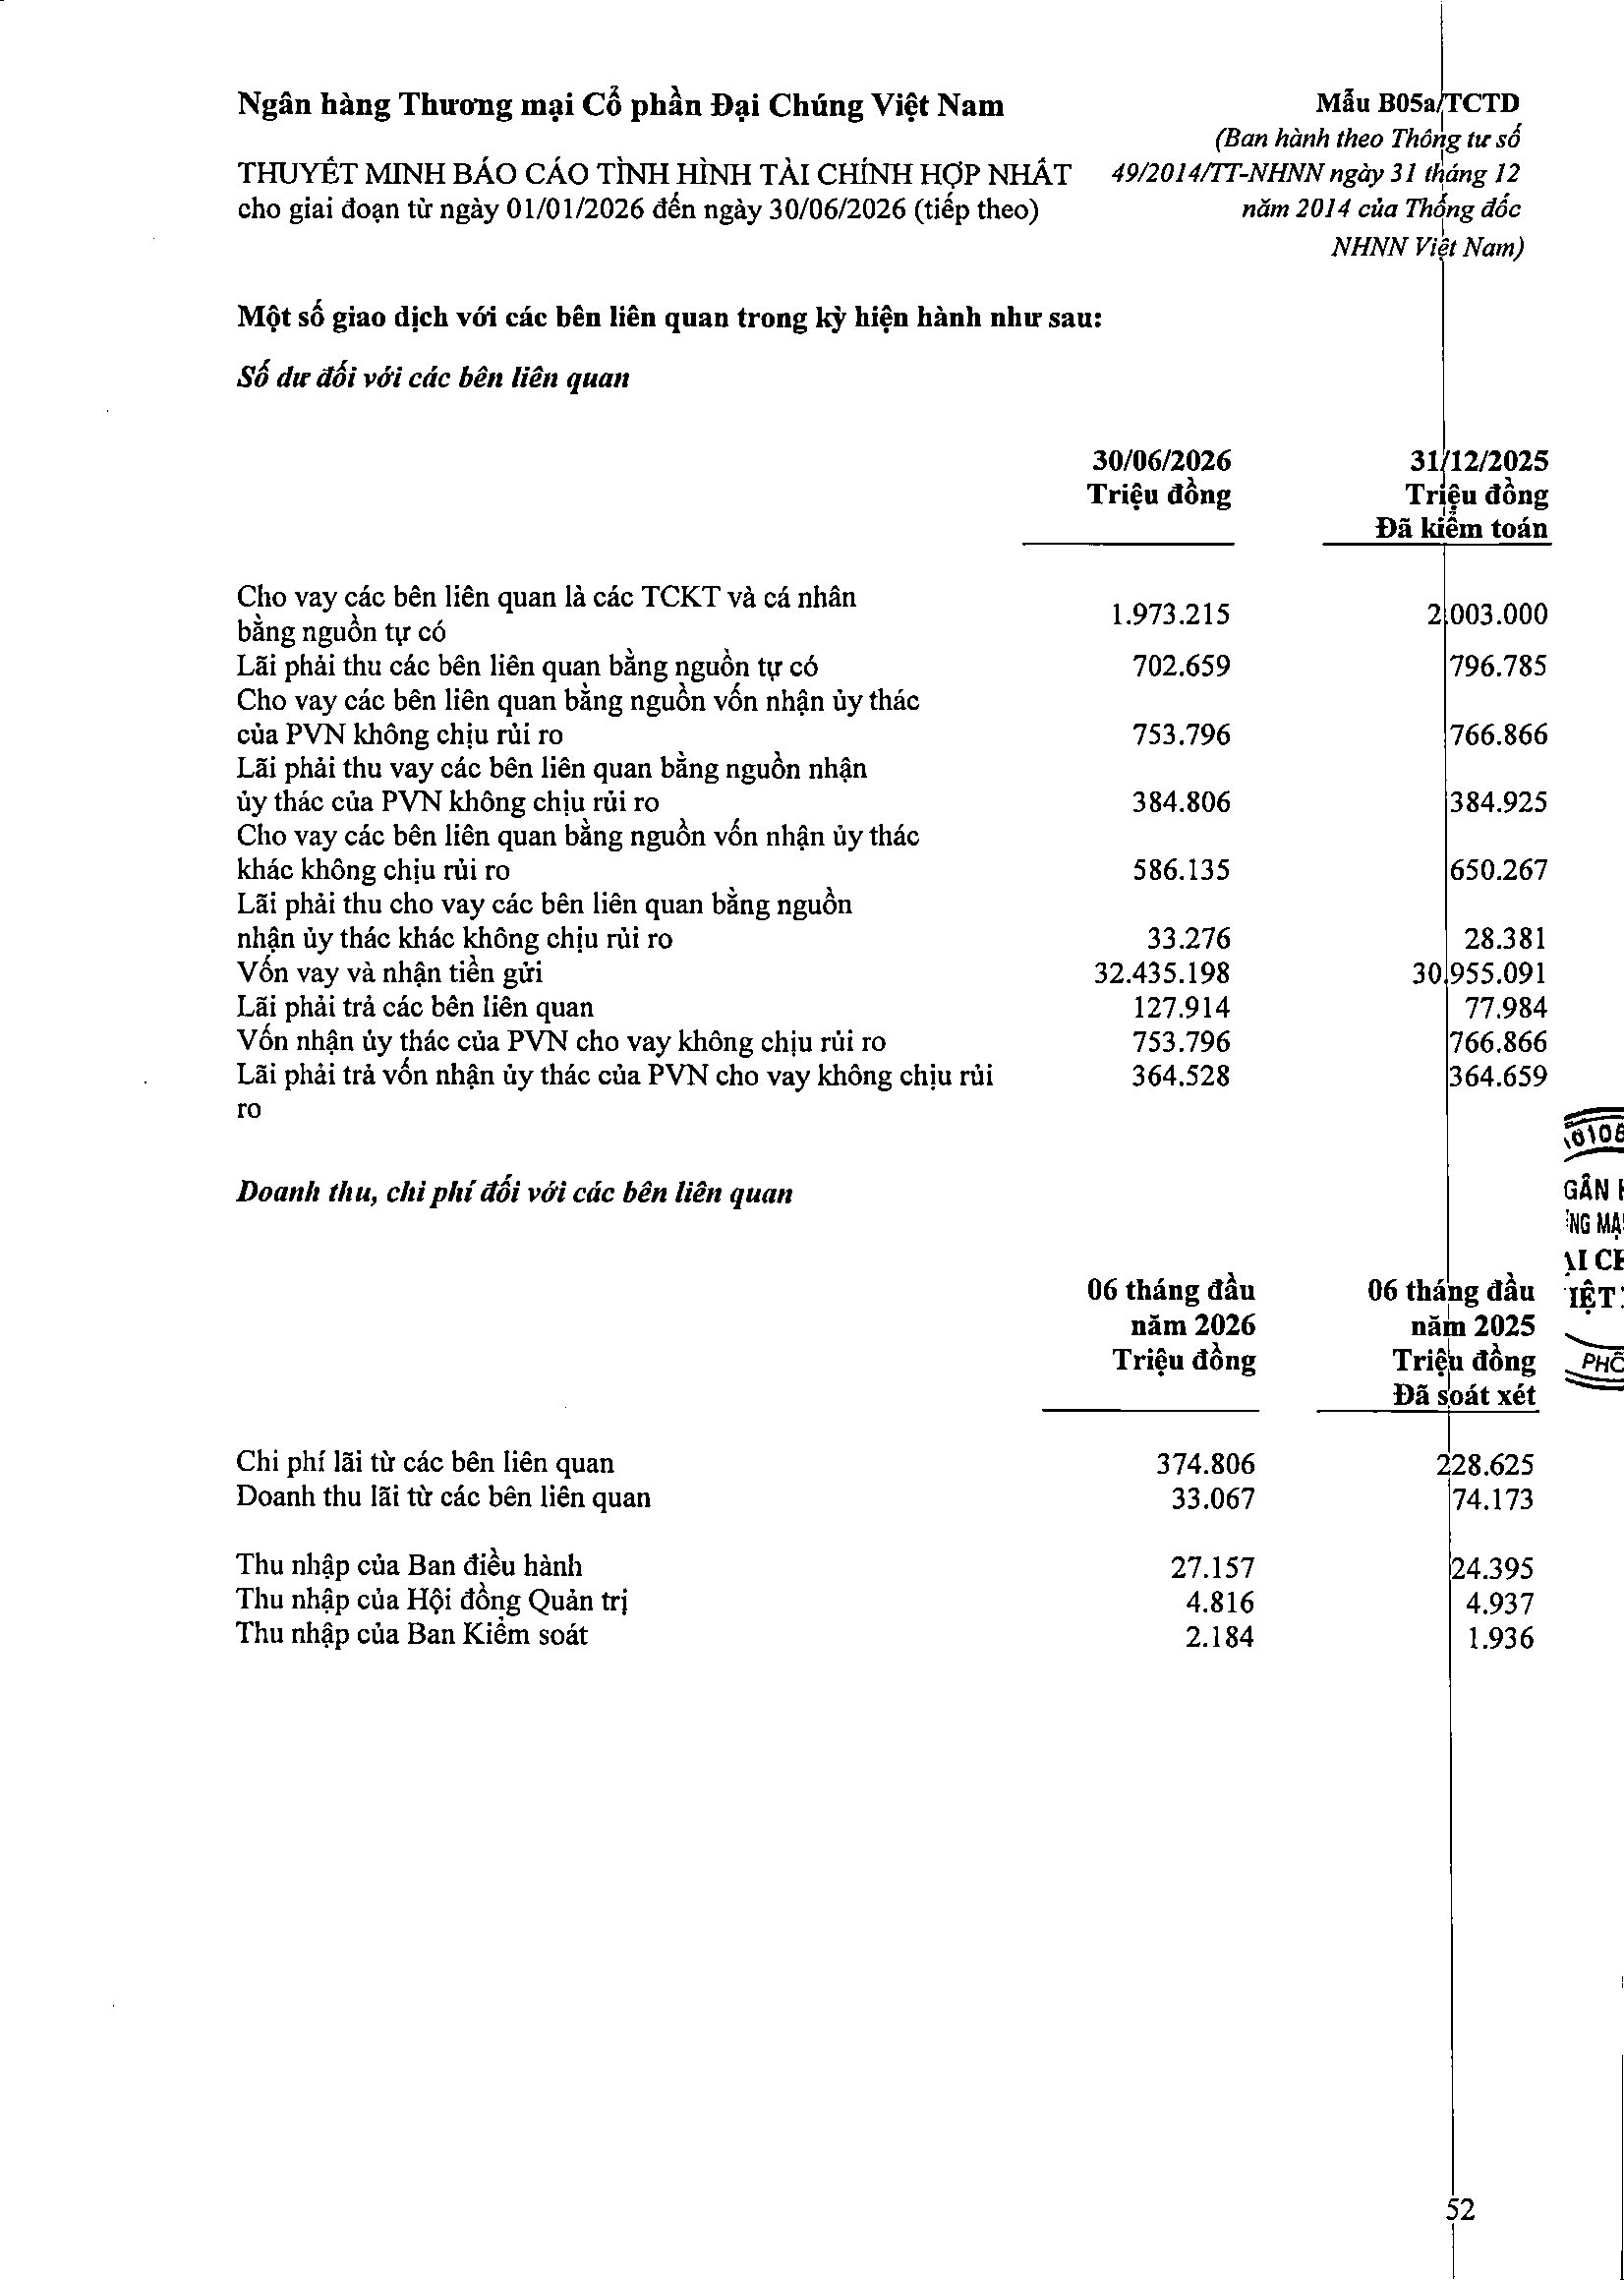 Ngân hàng Thương mại Cổ phần Đại Chúng Việt Nam
Mẫu B05a/TCTD
(Ban hành theo Thông tư số
THUYẾT MINH BÁO CÁO TÌNH HÌNH TÀI CHÍNH HỢP NHẤT
49/2014/TT-NHNN ngày 31 tháng 12
cho giai đoạn từ ngày 01/01/2026 đến ngày 30/06/2026 (tiếp theo)
năm 2014 của Thống đốc
NHNN Việt Nam)
Một số giao dịch với các bên liên quan trong kỳ hiện hành như sau:
Số dư đối với các bên liên quan
30/06/2026 31/12/2025
Triệu đồng Triệu đồng
Đã kiểm toán
Cho vay các bên liên quan là các TCKT và cá nhân
bằng nguồn tự có 1.973.215 2.003.000
Lãi phải thu các bên liên quan bằng nguồn tự có 702.659 796.785
Cho vay các bên liên quan bằng nguồn vốn nhận ủy thác
của PVN không chịu rủi ro 753.796 766.866
Lãi phải thu vay các bên liên quan bằng nguồn nhận
ủy thác của PVN không chịu rủi ro 384.806 384.925
Cho vay các bên liên quan bằng nguồn vốn nhận ủy thác
khác không chịu rủi ro 586.135 650.267
Lãi phải thu cho vay các bên liên quan bằng nguồn
nhận ủy thác khác không chịu rủi ro 33.276 28.381
Vốn vay và nhận tiền gửi 32.435.198 30.955.091
Lãi phải trả các bên liên quan 127.914 77.984
Vốn nhận ủy thác của PVN cho vay không chịu rủi ro 753.796 766.866
Lãi phải trả vốn nhận ủy thác của PVN cho vay không chịu rủi 364.528 364.659
ro
Doanh thu, chi phí đối với các bên liên quan
06 tháng đầu 06 tháng đầu
năm 2026 năm 2025
Triệu đồng Triệu đồng
Đã soát xét
Chi phí lãi từ các bên liên quan 374.806 228.625
Doanh thu lãi từ các bên liên quan 33.067 74.173
Thu nhập của Ban điều hành 27.157 24.395
Thu nhập của Hội đồng Quản trị 4.816 4.937
Thu nhập của Ban Kiểm soát 2.184 1.936
52